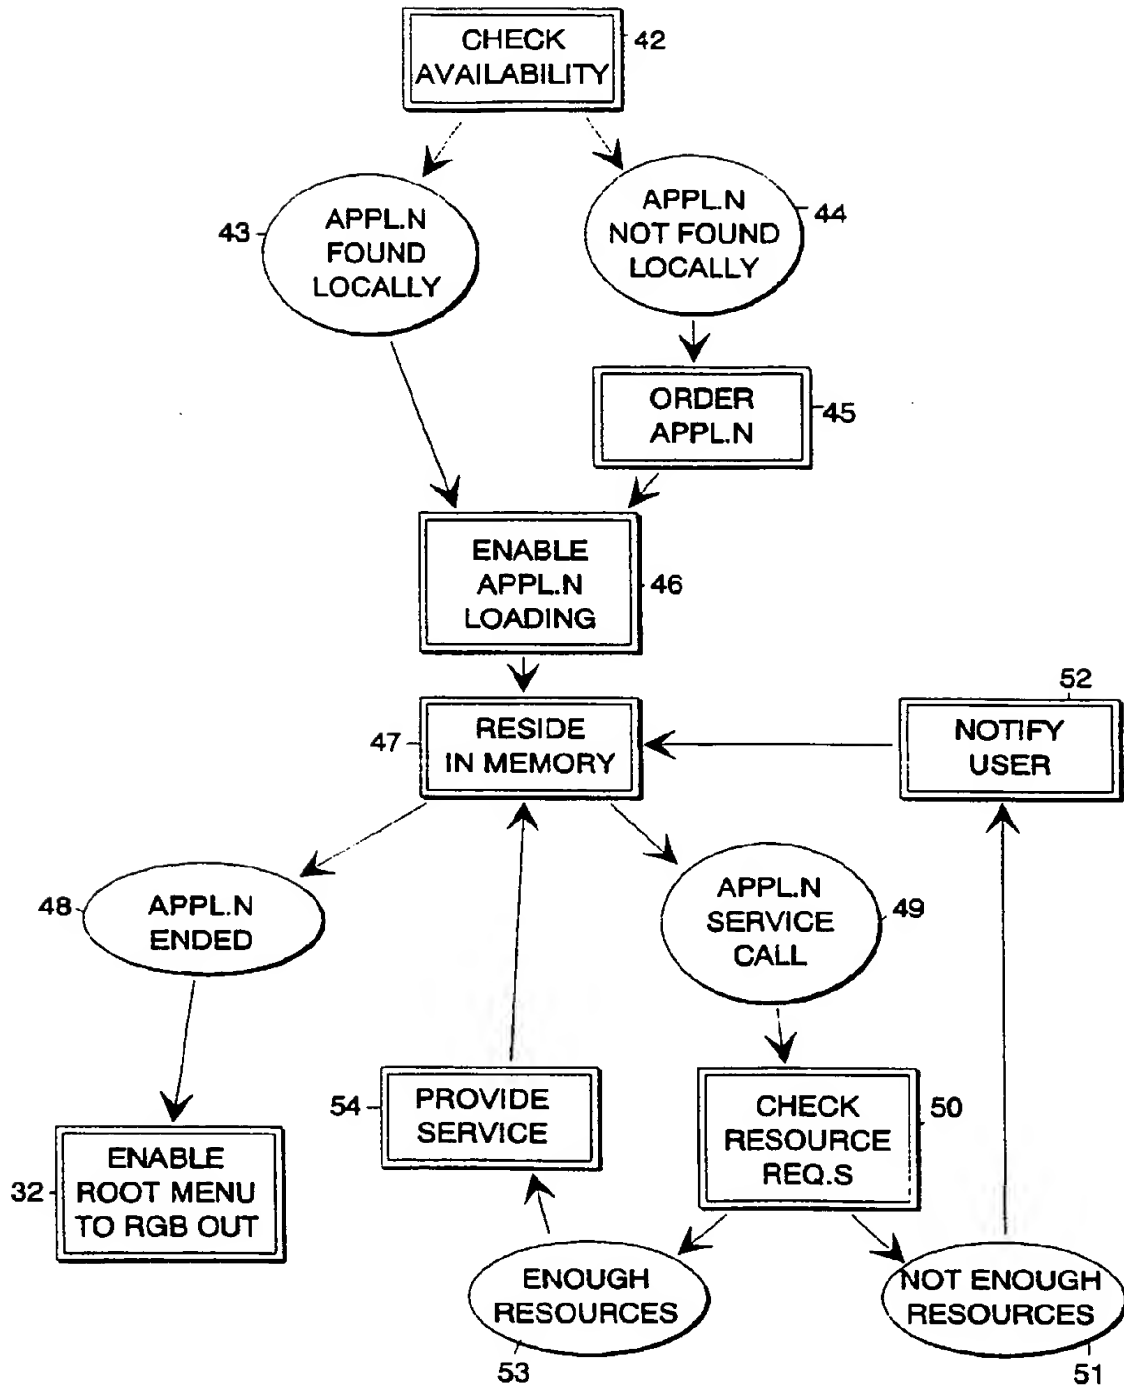 CHECK
AVAILABILITY
42
APPL.N
FOUND
LOCALLY
43
APPL.N
NOT FOUND
LOCALLY
44
ORDER
APPL.N
45
ENABLE
APPL.N
LOADING
46
RESIDE
IN MEMORY
47
NOTIFY
USER
52
APPL.N
ENDED
48
APPL.N
SERVICE
CALL
49
PROVIDE
SERVICE
54
CHECK
RESOURCE
REQ.S
50
ENABLE
ROOT MENU
TO RGB OUT
32
ENOUGH
RESOURCES
53
NOT ENOUGH
RESOURCES
51